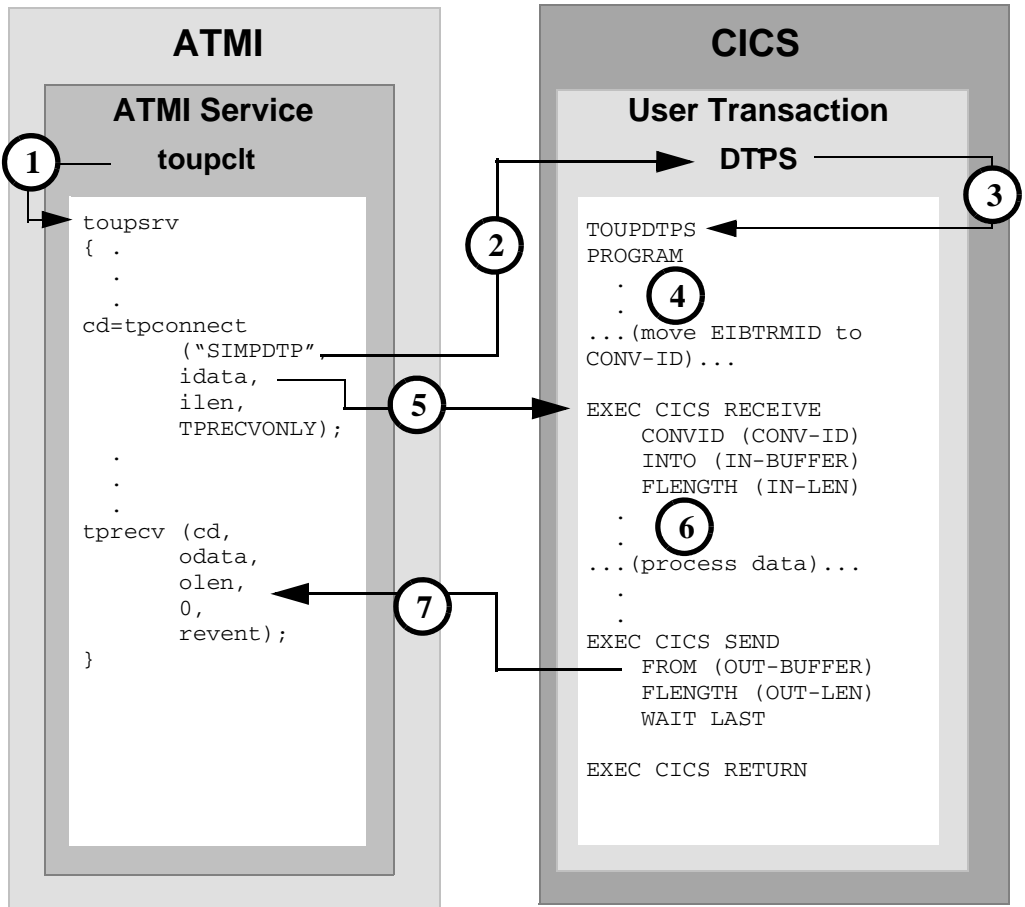 ATMI
ATMI Service
toupclt
1
toupsrv
{ .
.
.
cd=tpconnect
(“SIMPDTP”,
idata,
ilen,
TPRECVONLY);
.
.
.
tprecv (cd,
odata,
olen,
0,
revent);
}
2
5
7
CICS
User Transaction
DTPS
3
TOUPDTPS
PROGRAM
.
.
4
...(move EIBTRMID to
CONV-ID)...
EXEC CICS RECEIVE
CONVID (CONV-ID)
INTO (IN-BUFFER)
FLENGTH (IN-LEN)
.
.
6
...(process data)...
.
.
EXEC CICS SEND
FROM (OUT-BUFFER)
FLENGTH (OUT-LEN)
WAIT LAST
EXEC CICS RETURN